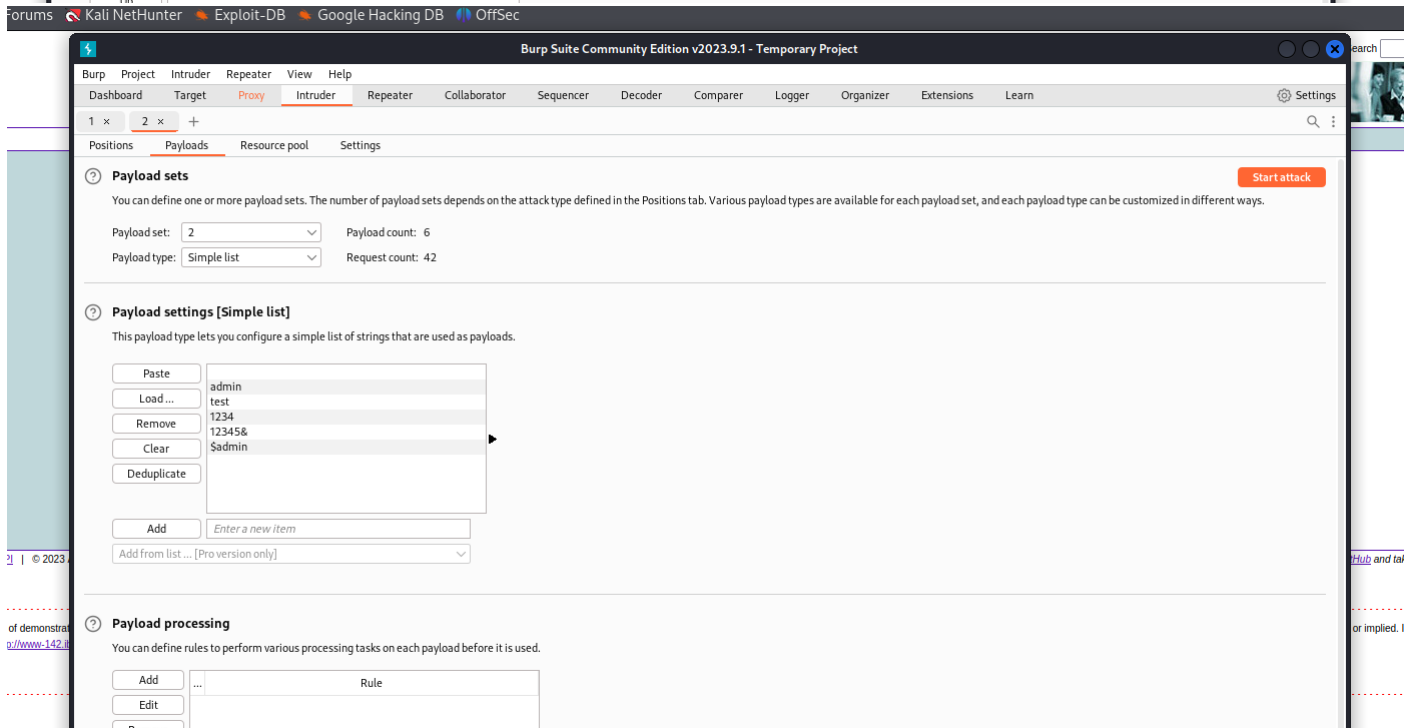 Forums Kali NetHunter Exploit-DB Google Hacking DB OffSec
Burp Suite Community Edition v2023.9.1 - Temporary Project
earch
Burp Project Intruder Repeater View Help
Dashboard Target Proxy Intruder Repeater Collaborator Sequencer Decoder Comparer Logger Organizer Extensions Learn Settings
1 × 2 × +
Positions Payloads Resource pool Settings
? Payload sets
Start attack
You can define one or more payload sets. The number of payload sets depends on the attack type defined in the Positions tab. Various payload types are available for each payload set, and each payload type can be customized in different ways.
Payload set: 2 Payload count: 6
Payload type: Simple list Request count: 42
? Payload settings [Simple list]
This payload type lets you configure a simple list of strings that are used as payloads.
Paste
Load ...
Remove
Clear
Deduplicate
admin
test
1234
12345&
$admin
Add Enter a new item
Add from list ... [Pro version only]
| © 2023
tHub and tak
? Payload processing
of demonstrat
or implied. I
p://www-142.ib
You can define rules to perform various processing tasks on each payload before it is used.
Add ... Rule
Edit